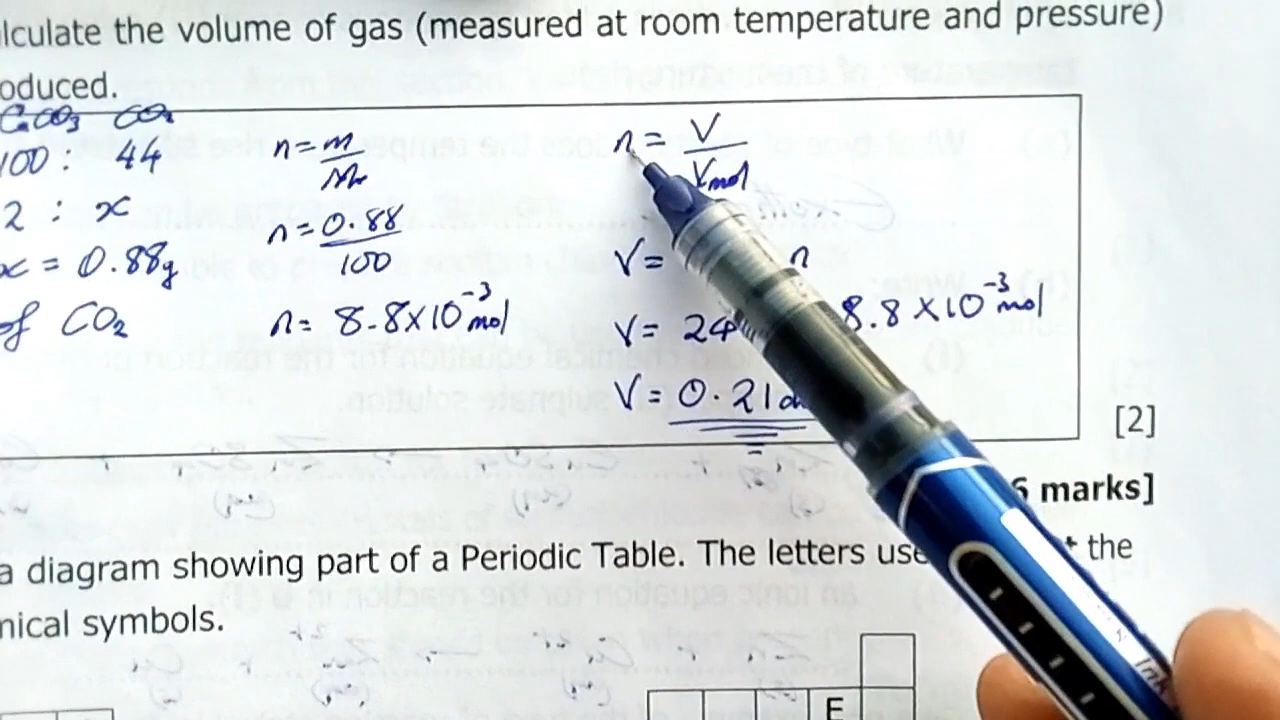 lculate the volume of gas (measured at room temperature and pressure)
oduced.
CaCO3 CO2
100 : 44
2 : x
x = 0.88g
of CO2
n = m
Mr
n = 0.88
100
n = 8.8 X 10^-3 mol
n = V
Vmol
V = n
V = 24 8.8 X 10^-3 mol
V = 0.21
[2]
marks]
a diagram showing part of a Periodic Table. The letters the
nical symbols.
E
ink